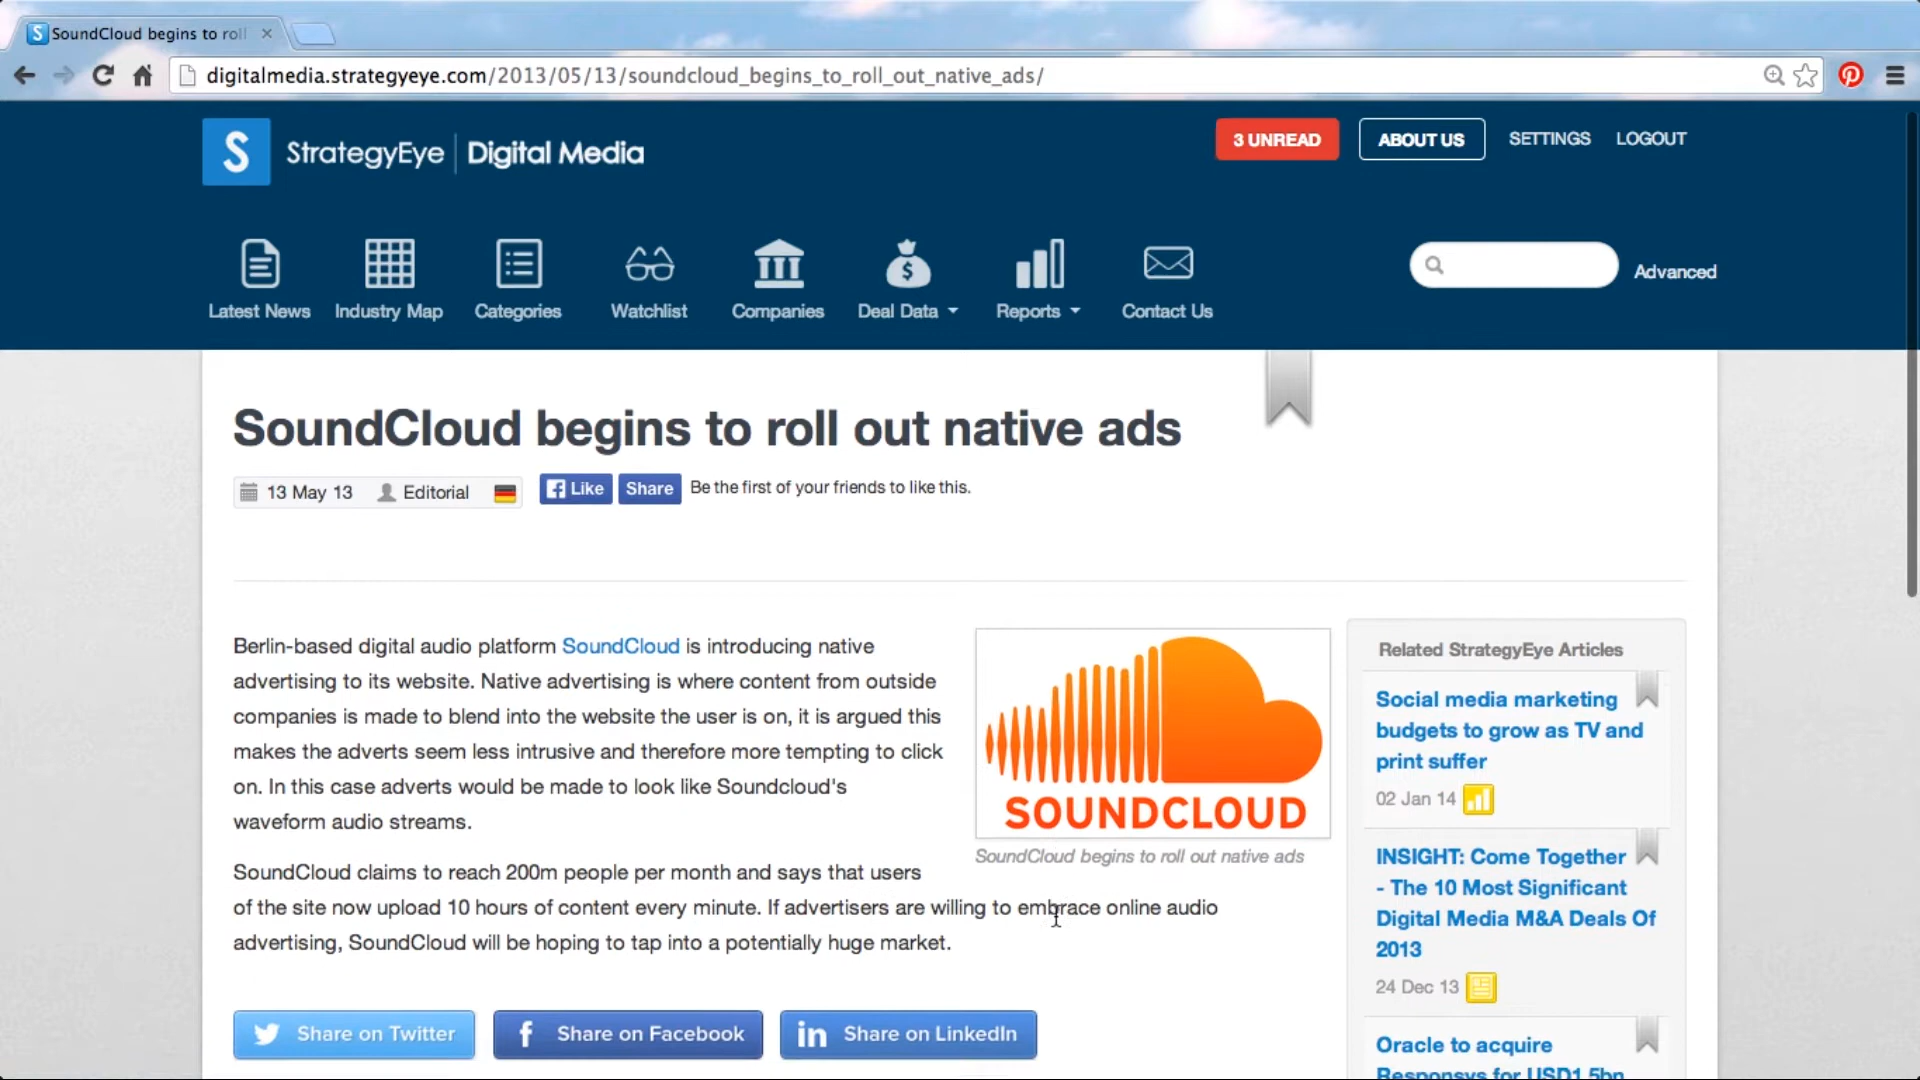 SoundCloud begins to roll
digitalmedia.strategyeye.com/2013/05/13/soundcloud_begins_to_roll_out_native_ads/
S StrategyEye | Digital Media
3 UNREAD
ABOUT US
SETTINGS
LOGOUT
Latest News
Industry Map
Categories
Watchlist
Companies
Deal Data
Reports
Contact Us
Advanced
SoundCloud begins to roll out native ads
13 May 13 Editorial
Like
Share
Be the first of your friends to like this.
Berlin-based digital audio platform SoundCloud is introducing native
advertising to its website. Native advertising is where content from outside
companies is made to blend into the website the user is on, it is argued this
makes the adverts seem less intrusive and therefore more tempting to click
on. In this case adverts would be made to look like Soundcloud's
waveform audio streams.
SOUNDCLOUD
SoundCloud begins to roll out native ads
SoundCloud claims to reach 200m people per month and says that users
of the site now upload 10 hours of content every minute. If advertisers are willing to embrace online audio
advertising, SoundCloud will be hoping to tap into a potentially huge market.
Share on Twitter
Share on Facebook
Share on LinkedIn
Related StrategyEye Articles
Social media marketing
budgets to grow as TV and
print suffer
02 Jan 14
INSIGHT: Come Together
- The 10 Most Significant
Digital Media M&A Deals Of
2013
24 Dec 13
Oracle to acquire
Responsys for USD1.5bn